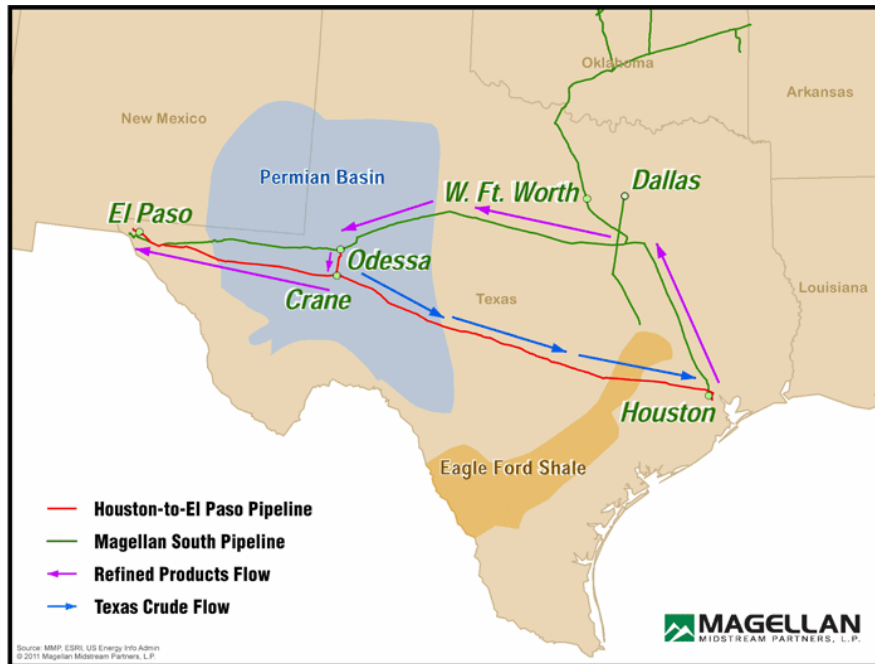 Oklahoma
Arkansas
New Mexico
Permian Basin
W. Ft. Worth
Dallas
El Paso
Odessa
Crane
Texas
Louisiana
Houston
Eagle Ford Shale
Houston-to-El Paso Pipeline
Magellan South Pipeline
Refined Products Flow
Texas Crude Flow
MAGELLAN
MIDSTREAM PARTNERS, L.P.
Source: MMP, ESRI, US Energy Info Admin
© 2011 Magellan Midstream Partners, L.P.